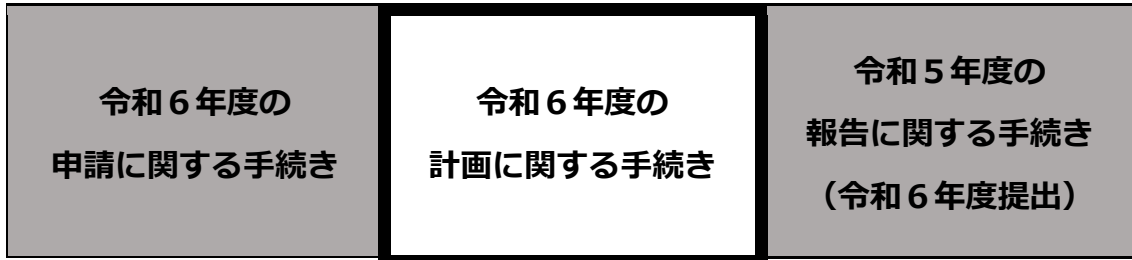 令和６年度の
申請に関する手続き
令和６年度の
計画に関する手続き
令和５年度の
報告に関する手続き
（令和６年度提出）